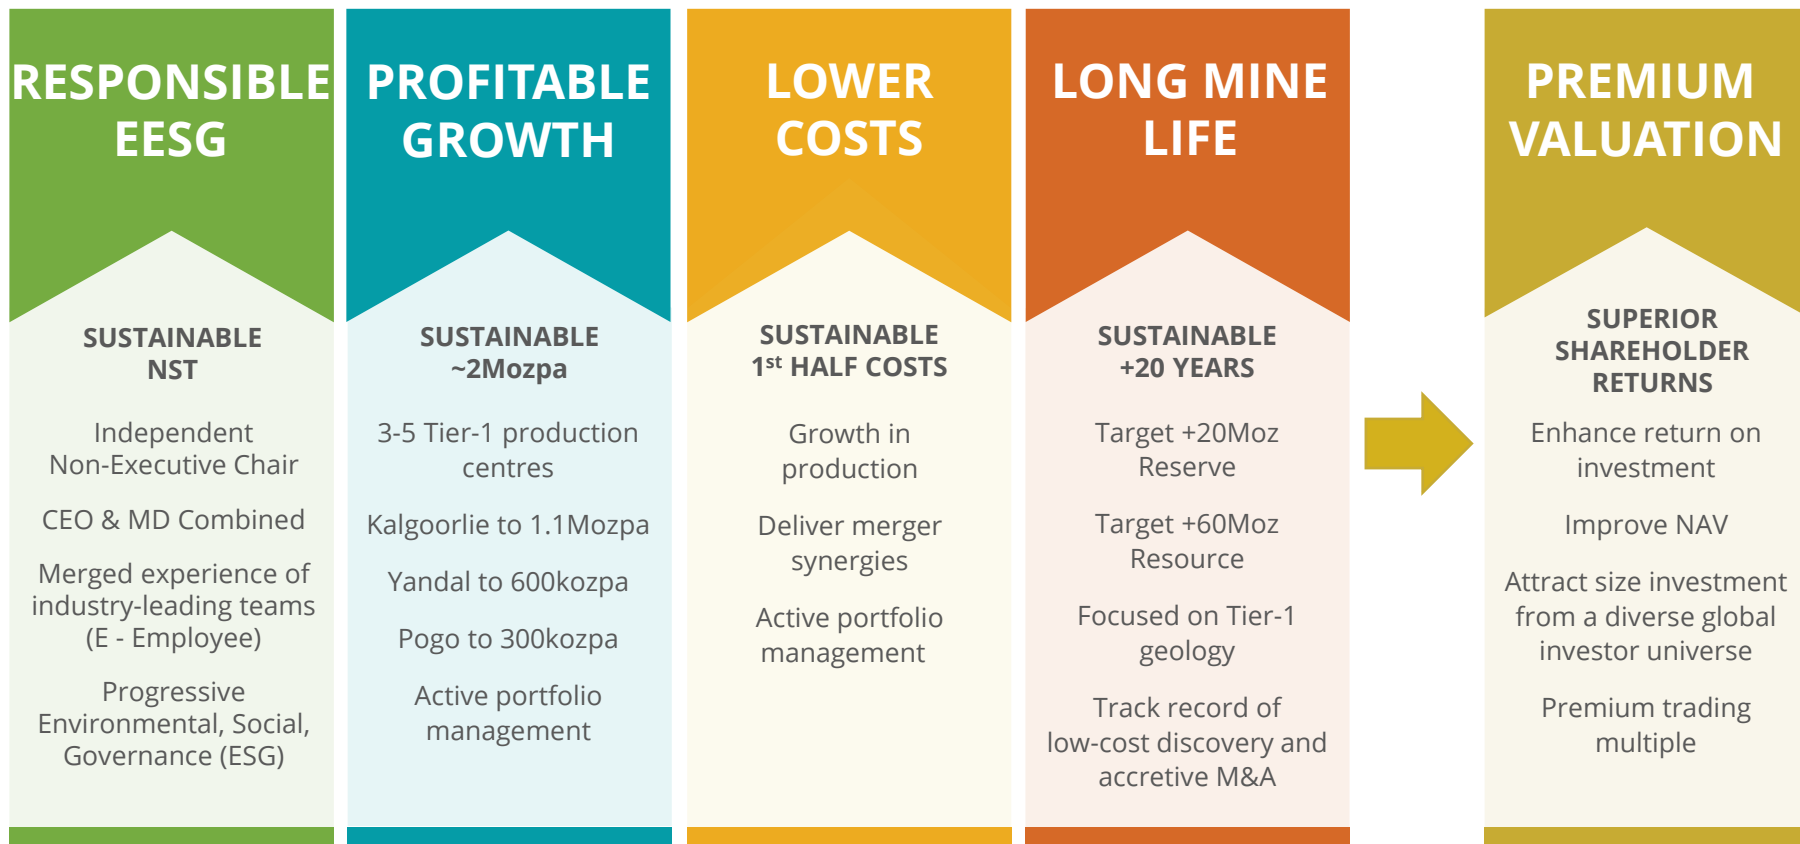 RESPONSIBLE
EESG
SUSTAINABLE
NST
Independent
Non-Executive Chair
CEO & MD Combined
Merged experience of
industry-leading teams
(E - Employee)
Progressive
Environmental, Social,
Governance (ESG)
PROFITABLE
GROWTH
SUSTAINABLE
~2Mozpa
3-5 Tier-1 production
centres
Kalgoorlie to 1.1Mozpa
Yandal to 600kozpa
Pogo to 300kozpa
Active portfolio
management
LOWER
COSTS
SUSTAINABLE
1st HALF COSTS
Growth in
production
Deliver merger
synergies
Active portfolio
management
LONG MINE
LIFE
SUSTAINABLE
+20 YEARS
Target +20Moz
Reserve
Target +60Moz
Resource
Focused on Tier-1
geology
Track record of
low-cost discovery and
accretive M&A
PREMIUM
VALUATION
SUPERIOR
SHAREHOLDER
RETURNS
Enhance return on
investment
Improve NAV
Attract size investment
from a diverse global
investor universe
Premium trading
multiple